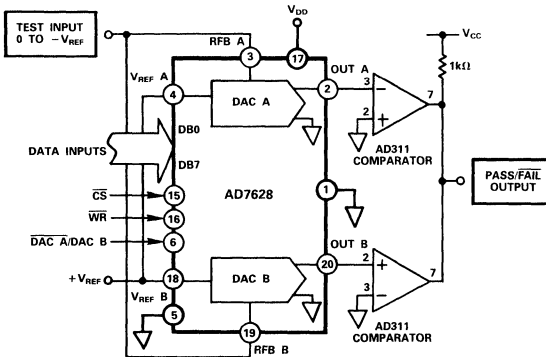 TEST INPUT
0 TO – VREF
VDD
VCC
RFB A
3
17
OUT A
1kΩ
VREF A
4
DAC A
2
3
–
7
2
+
AD311
COMPARATOR
DB0
DATA INPUTS
DB7
AD7628
1
PASS/FAIL
OUTPUT
CS
15
WR
16
DAC A/DAC B
6
OUT B
20
2
+
7
+VREF
18
DAC B
3
–
VREF B
5
AD311
COMPARATOR
19
RFB B